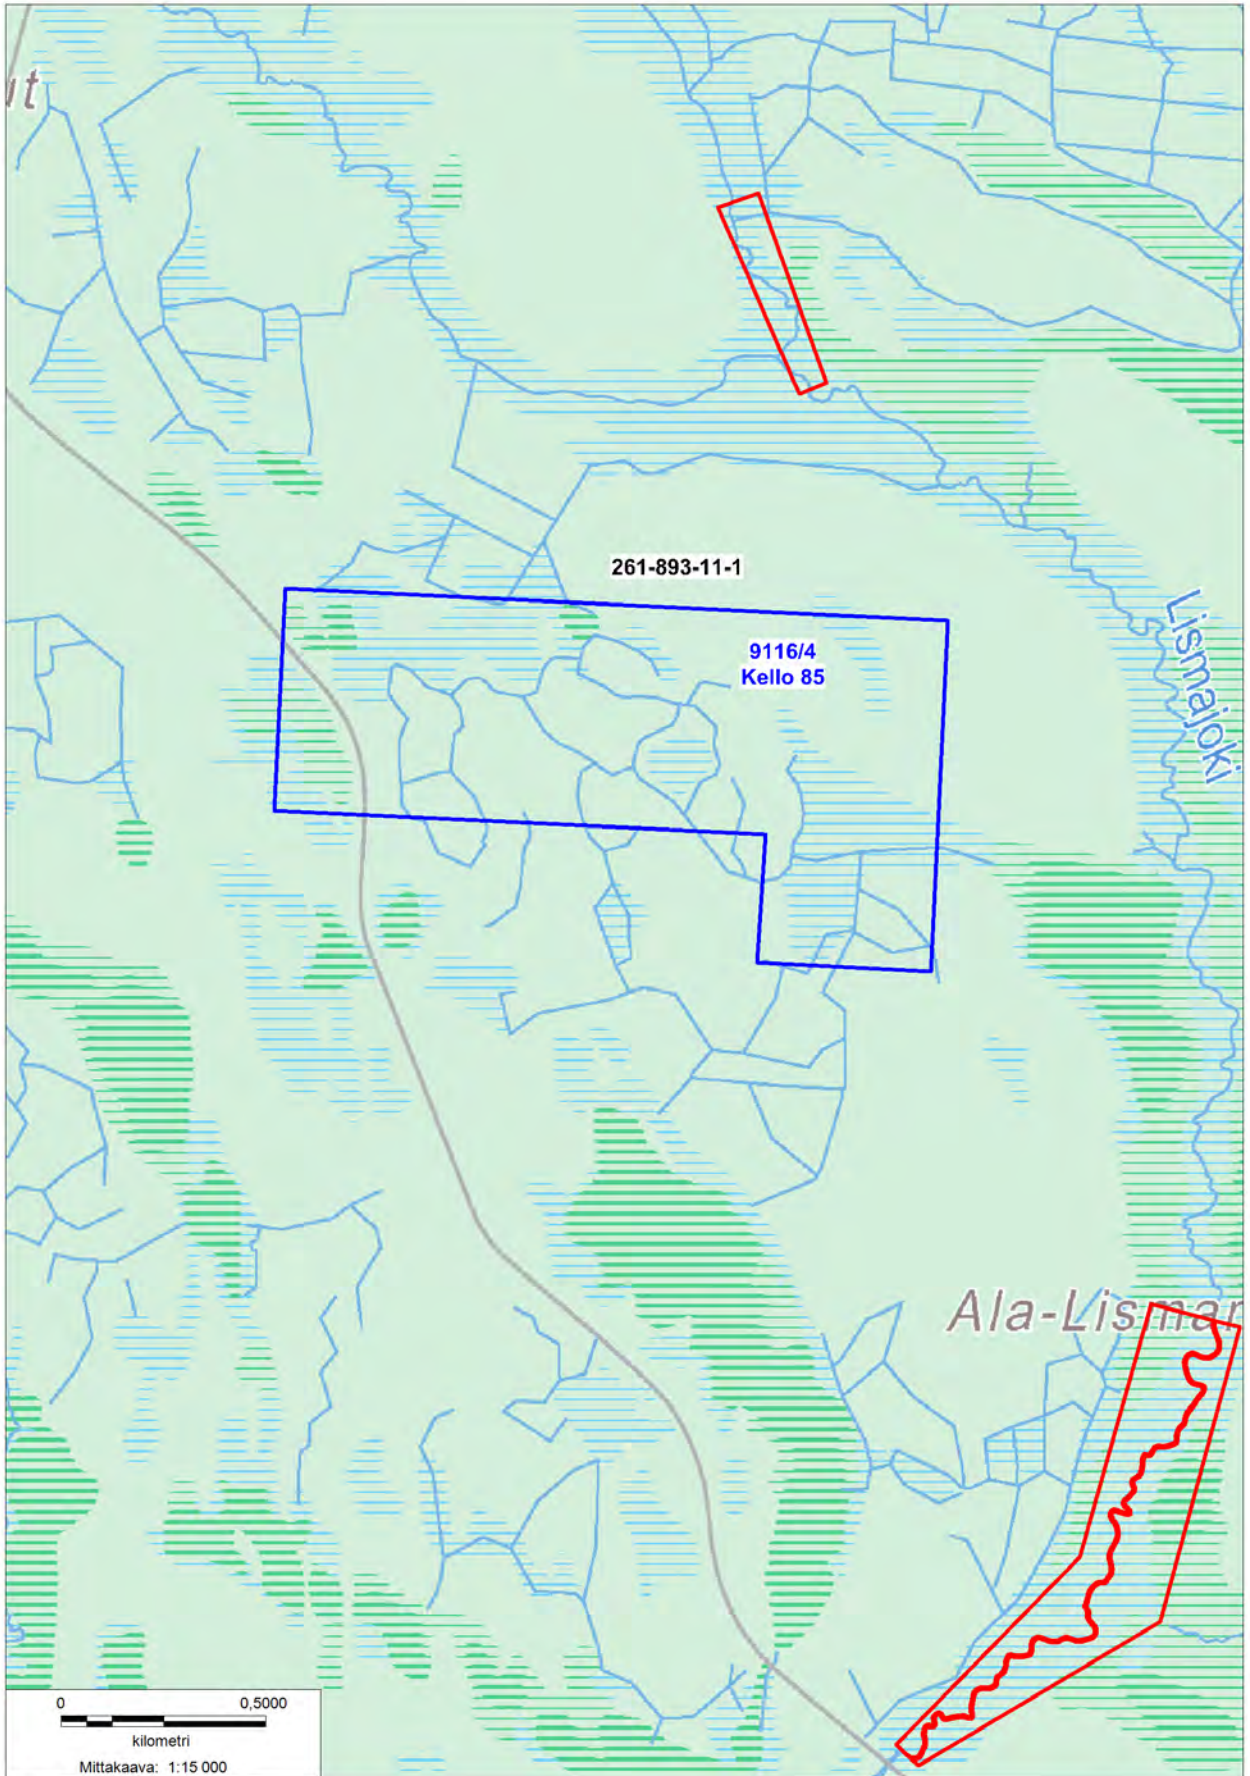 261-893-11-1
9116/4
Kello 85
Lismajoki
0 0,5000
kilometri
Mittakaava: 1:15 000